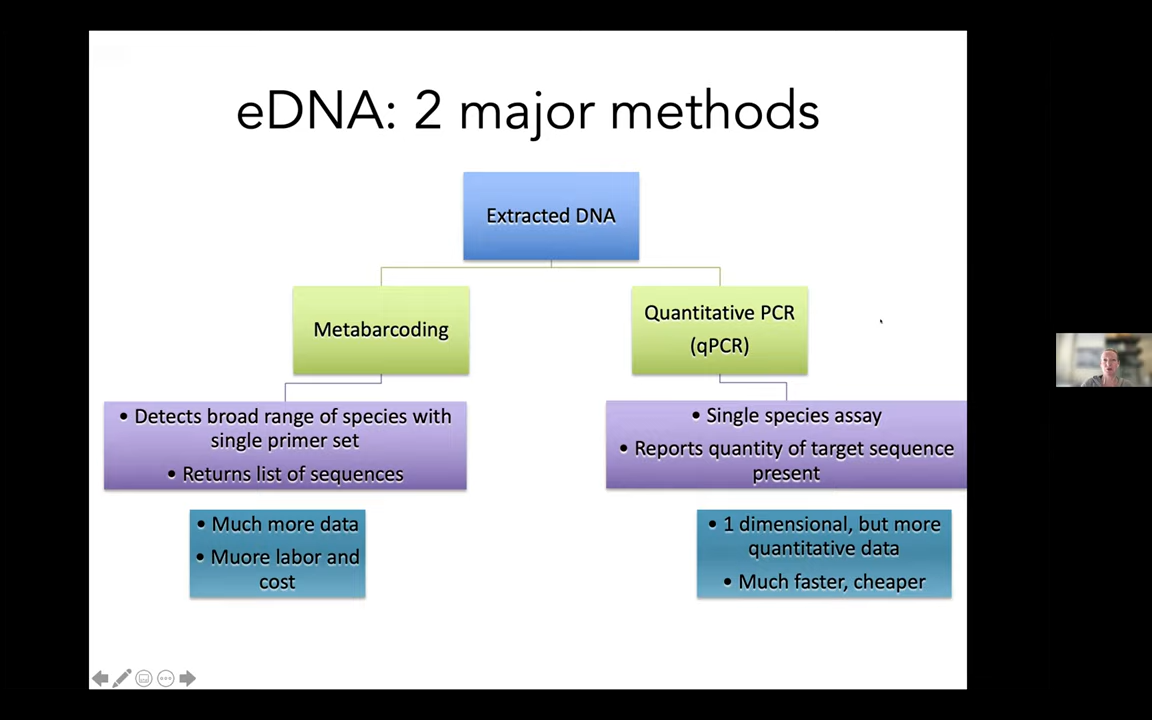 eDNA: 2 major methods
Extracted DNA
Metabarcoding
Quantitative PCR
(qPCR)
• Detects broad range of species with
single primer set
• Returns list of sequences
• Single species assay
• Reports quantity of target sequence
present
• Much more data
• Muore labor and
cost
• 1 dimensional, but more
quantitative data
• Much faster, cheaper